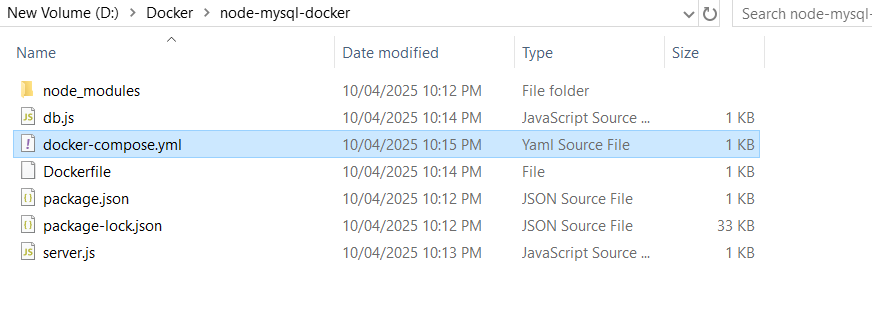 New Volume (D:) > Docker > node-mysql-docker Search node-mysql-
Name Date modified Type Size
node_modules 10/04/2025 10:12 PM File folder
db.js 10/04/2025 10:14 PM JavaScript Source ... 1 KB
docker-compose.yml 10/04/2025 10:15 PM Yaml Source File 1 KB
Dockerfile 10/04/2025 10:14 PM File 1 KB
package.json 10/04/2025 10:12 PM JSON Source File 1 KB
package-lock.json 10/04/2025 10:12 PM JSON Source File 33 KB
server.js 10/04/2025 10:13 PM JavaScript Source ... 1 KB